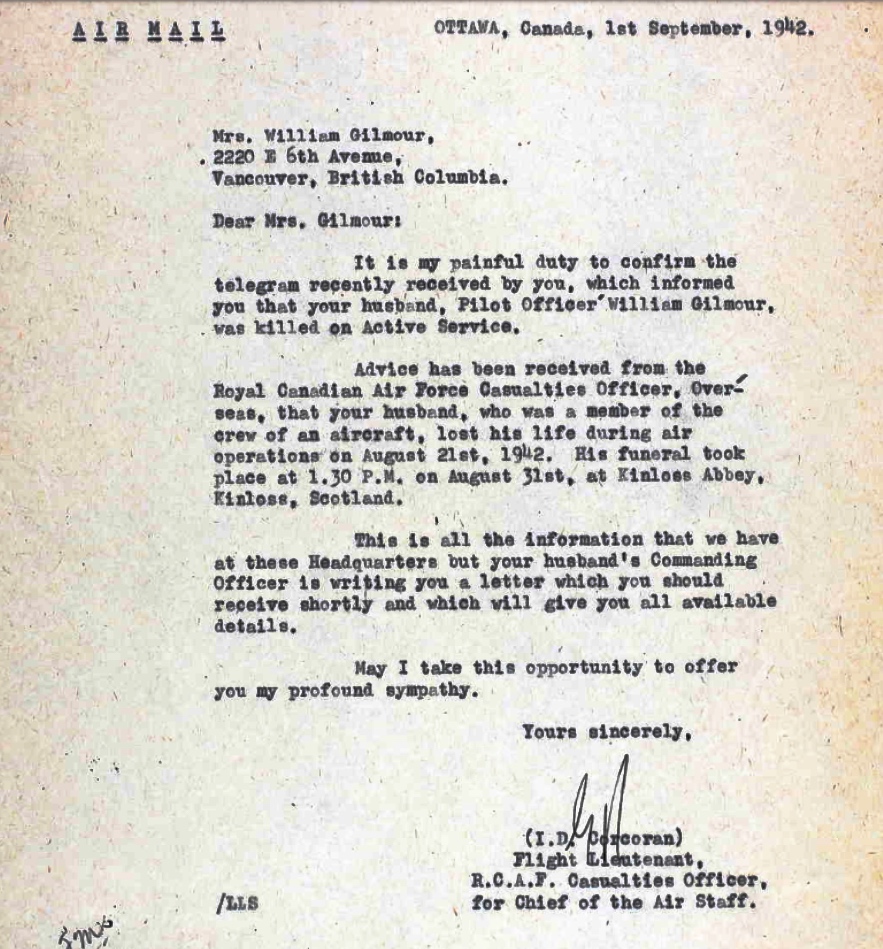 AIR MAIL
OTTAWA, Canada, 1st September, 1942.
Mrs. William Gilmour,
2220 E 6th Avenue,
Vancouver, British Columbia.
Dear Mrs. Gilmour:
It is my painful duty to confirm the
telegram recently received by you, which informed
you that your husband, Pilot Officer William Gilmour,
was killed on Active Service.
Advice has been received from the
Royal Canadian Air Force Casualties Officer, Over-
seas, that your husband, who was a member of the
crew of an aircraft, lost his life during air
operations on August 21st, 1942. His funeral took
place at 1.30 P.M. on August 31st, at Kinloss Abbey,
Kinloss, Scotland.
This is all the information that we have
at these Headquarters but your husband's Commanding
Officer is writing you a letter which you should
receive shortly and which will give you all available
details.
May I take this opportunity to offer
you my profound sympathy.
Yours sincerely,
(I.D. Corcoran)
Flight Lieutenant,
R.C.A.F. Casualties Officer,
for Chief of the Air Staff.
/LLS